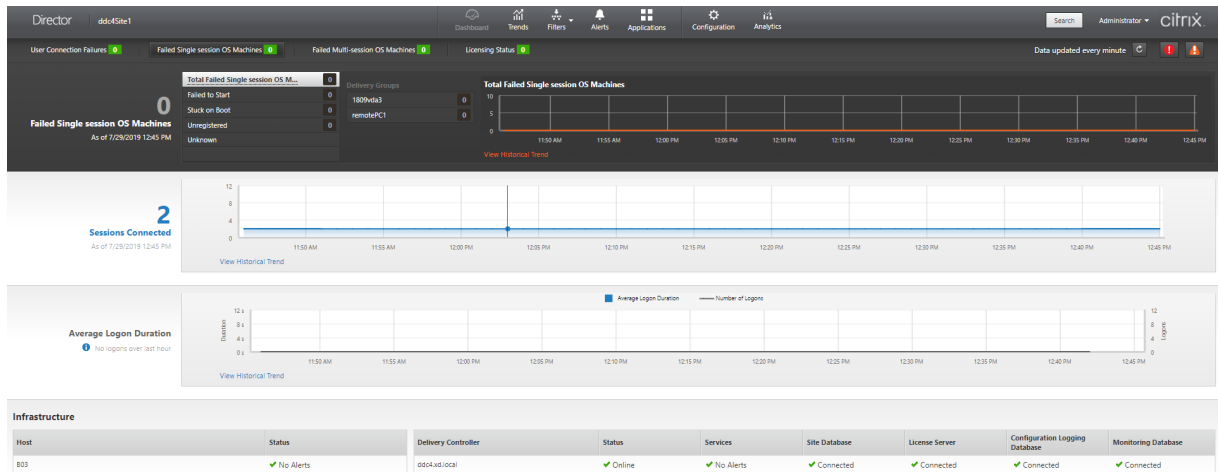 Director ddc4Site1
Dashboard Trends Filters Alerts Applications Configuration Analytics
Search Administrator citrix
User Connection Failures 0 Failed Single session OS Machines 0 Failed Multi-session OS Machines 0 Licensing Status 0 Data updated every minute
0
Failed Single session OS Machines
As of 7/29/2019 12:45 PM
Total Failed Single session OS M... 0
Failed to Start 0
Stuck on Boot 0
Unregistered 0
Unknown
Delivery Groups
1809vda3 0
remotePC1 0
Total Failed Single session OS Machines
10
5
0
11:50 AM 11:55 AM 12:00 PM 12:05 PM 12:10 PM 12:15 PM 12:20 PM 12:25 PM 12:30 PM 12:35 PM 12:40 PM 12:45 PM
View Historical Trend
2
Sessions Connected
As of 7/29/2019 12:45 PM
12
8
4
0
11:50 AM 11:55 AM 12:00 PM 12:05 PM 12:10 PM 12:15 PM 12:20 PM 12:25 PM 12:30 PM 12:35 PM 12:40 PM 12:45 PM
View Historical Trend
Average Logon Duration
No logons over last hour
Average Logon Duration Number of Logons
Duration
12 s
8 s
4 s
0 s
12
8
4
0
Logons
11:50 AM 11:55 AM 12:00 PM 12:05 PM 12:10 PM 12:15 PM 12:20 PM 12:25 PM 12:30 PM 12:35 PM 12:40 PM 12:45 PM
View Historical Trend
Infrastructure
Host Status
B03 No Alerts
Delivery Controller Status Services Site Database License Server Configuration Logging Database Monitoring Database
ddc4.xd.local Online No Alerts Connected Connected Connected Connected